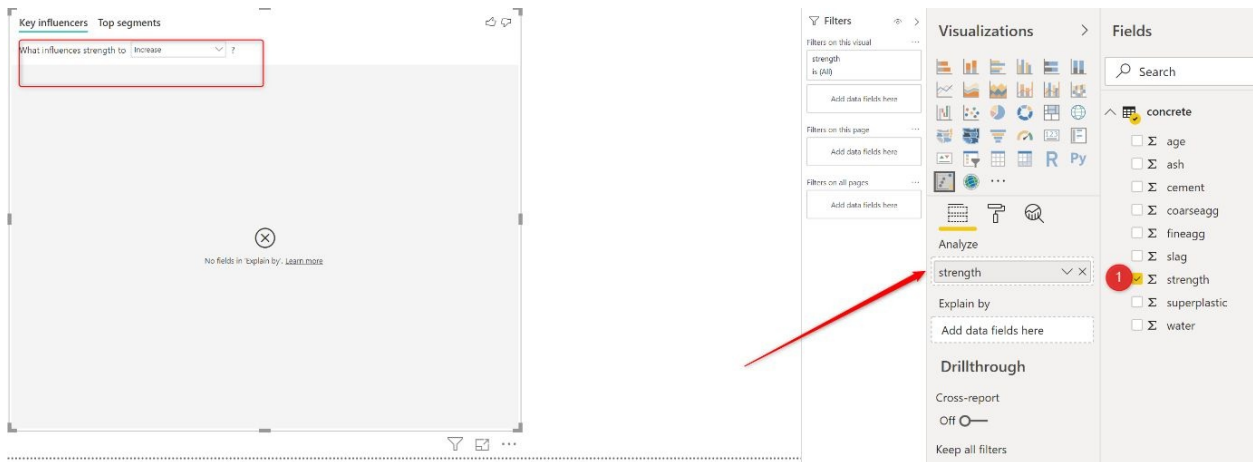 Key influencers Top segments
What influences strength to Increase ?
No fields in 'Explain by'. Learn more
Filters
Filters on this visual
strength
is (All)
Add data fields here
Filters on this page
Add data fields here
Filters on all pages
Add data fields here
Visualizations
123
R Py
Analyze
strength
Explain by
Add data fields here
Drillthrough
Cross-report
Off
Keep all filters
Fields
Search
concrete
Σ age
Σ ash
Σ cement
Σ coarseagg
Σ fineagg
Σ slag
1 Σ strength
Σ superplastic
Σ water